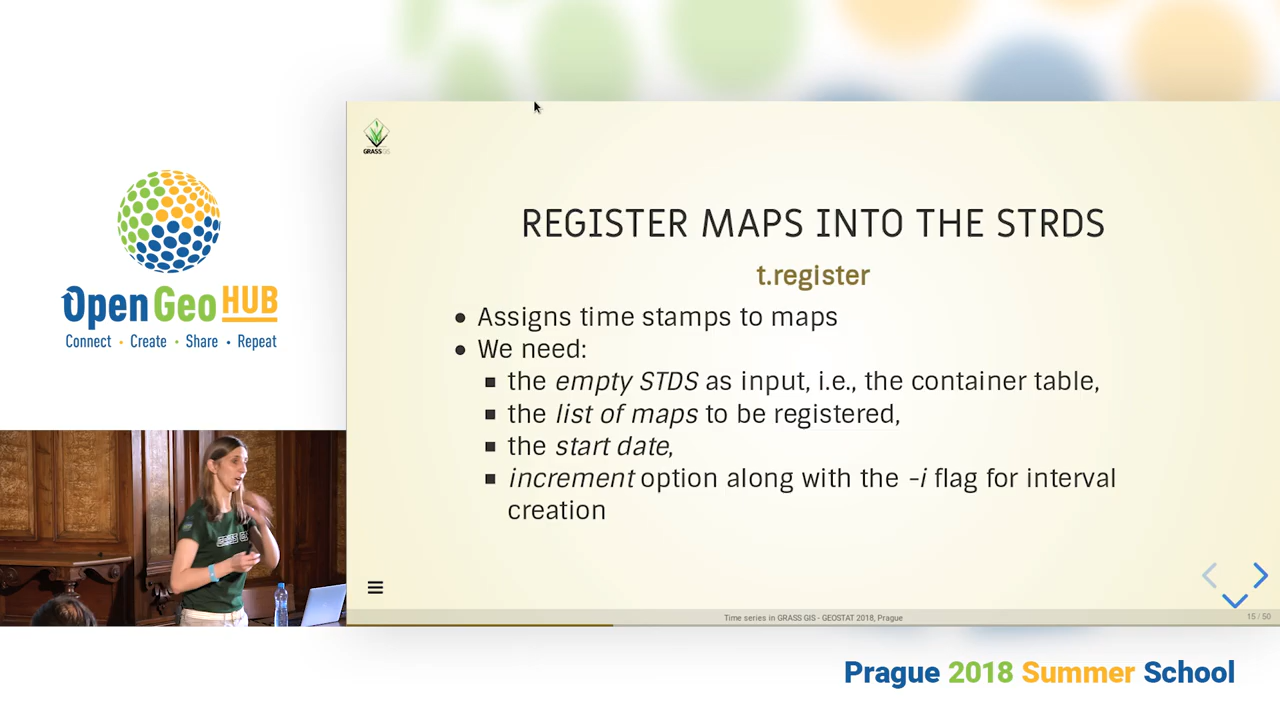 GRASS GIS
REGISTER MAPS INTO THE STRDS
t.register
• Assigns time stamps to maps
• We need:
▪ the empty STDS as input, i.e., the container table,
▪ the list of maps to be registered,
▪ the start date,
▪ increment option along with the -i flag for interval
creation
Open Geo HUB
Connect • Create • Share • Repeat
Time series in GRASS GIS - GEOSTAT 2018, Prague
15 / 50
Prague 2018 Summer School